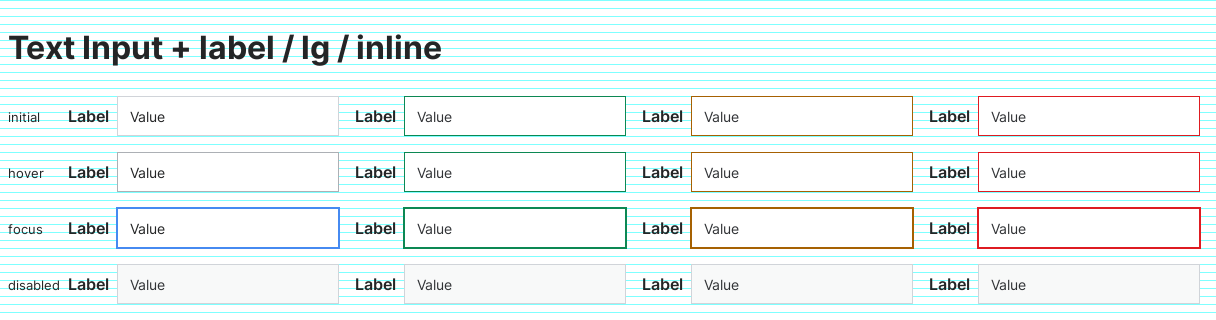 Text Input + label / lg / inline
initial Label Value Label Value Label Value Label Value
hover Label Value Label Value Label Value Label Value
focus Label Value Label Value Label Value Label Value
disabled Label Value Label Value Label Value Label Value